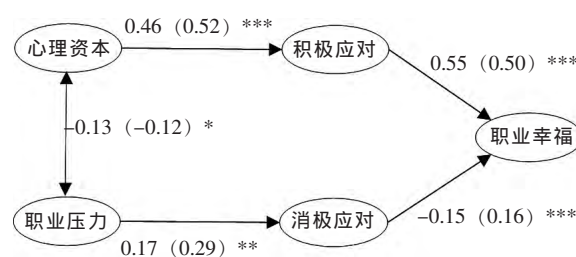 0.46（0.52）***
心理资本
积极应对
0.55（0.50）***
-0.13（-0.12）*
职业幸福
职业压力
消极应对
-0.15（0.16）***
0.17（0.29）**